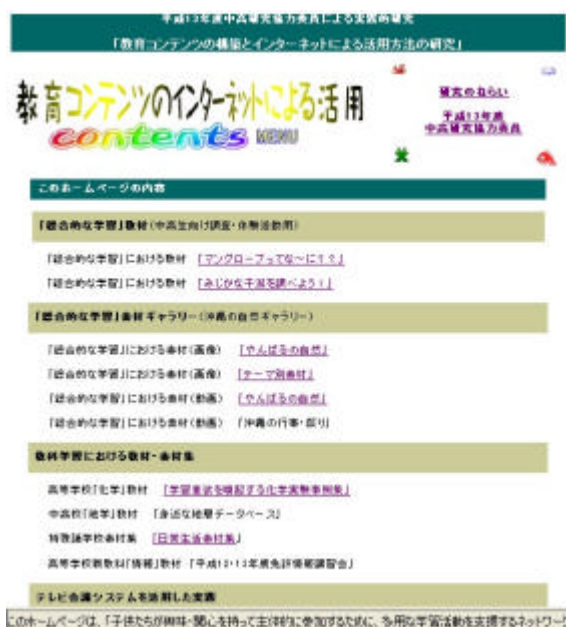 平成13年度中高研究協力委員による実践的研究
「教育コンテンツの構築とインターネットによる活用方法の研究」
教育コンテンツのインターネットによる活用
contents MENU
研究のねらい
平成13年度
中高研究協力委員
このホームページの内容
「総合的な学習」教材(中高生向け調査・体験活動用)
「総合的な学習」における教材 「マングローブってな~に??」
「総合的な学習」における教材 「みじかな干潟を調べよう!」
「総合的な学習」素材ギャラリー(沖縄の自然ギャラリー)
「総合的な学習」における素材(画像) 「やんばるの自然」
「総合的な学習」における素材(画像) 「テーマ別素材」
「総合的な学習」における素材(動画) 「やんばるの自然」
「総合的な学習」における素材(動画) 「沖縄の行事・祭り」
教科学習における教材・素材集
高等学校「化学」教材 「学習意欲を喚起する化学実験事例集」
中高校「地学」教材 「身近な地層データベース」
特殊諸学校素材集 「日常生活素材集」
高等学校新教科「情報」教材 「平成12・13年度免許情報講習会」
テレビ会議システムを活用した実践
このホームページは、「子供たちが興味・関心を持って主体的に参加するために、多用な学習活動を支援するネットワーク